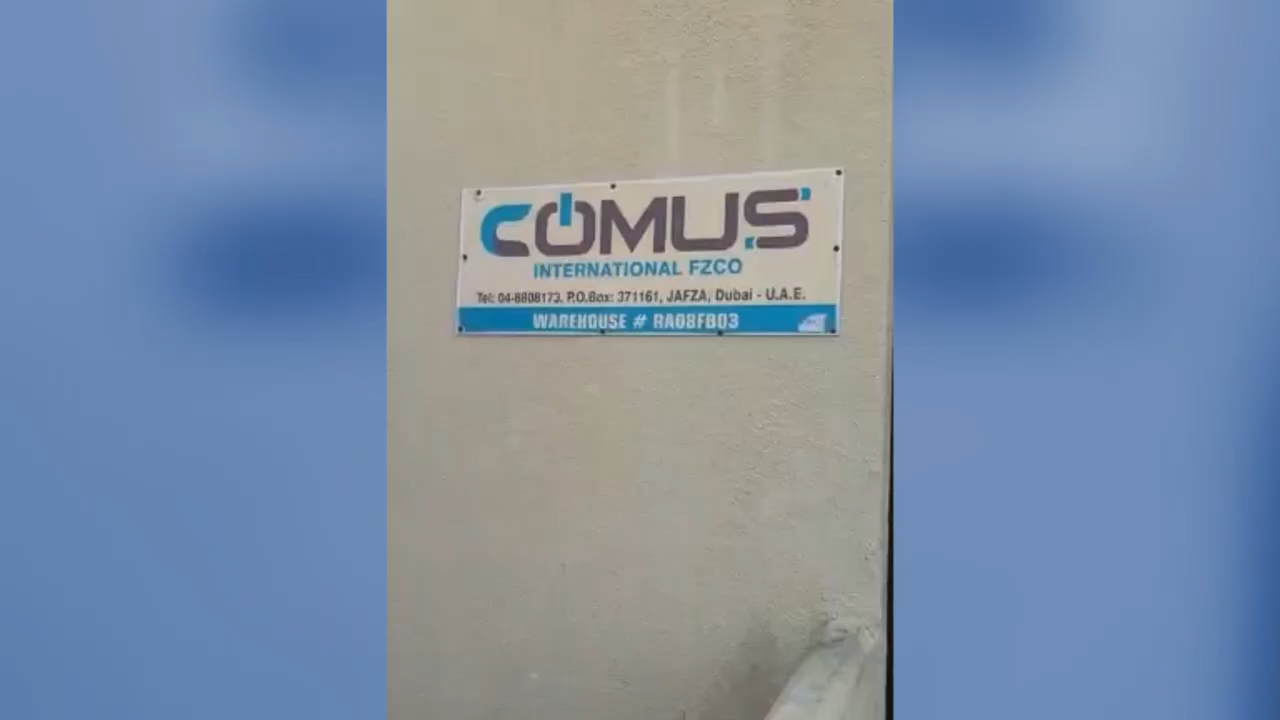 COMUS
INTERNATIONAL FZCO
Tel: 04-8808173, P.O.Box: 371161, JAFZA, Dubai - U.A.E.
WAREHOUSE # RA08FB03